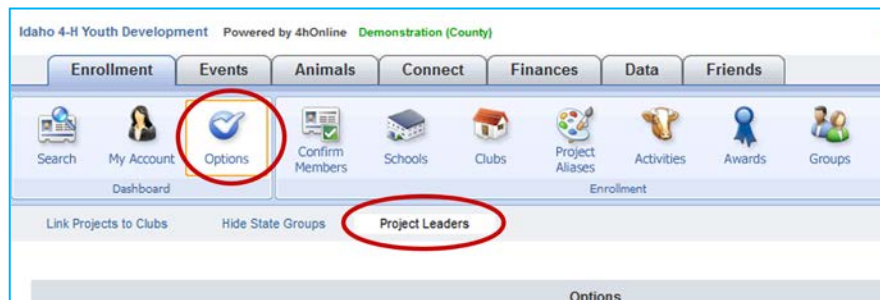 Idaho 4-H Youth Development Powered by 4hOnline Demonstration (County)
Enrollment Events Animals Connect Finances Data Friends
Search My Account Options Confirm Members Schools Clubs Project Aliases Activities Awards Groups
Dashboard Enrollment
Link Projects to Clubs Hide State Groups Project Leaders
Options